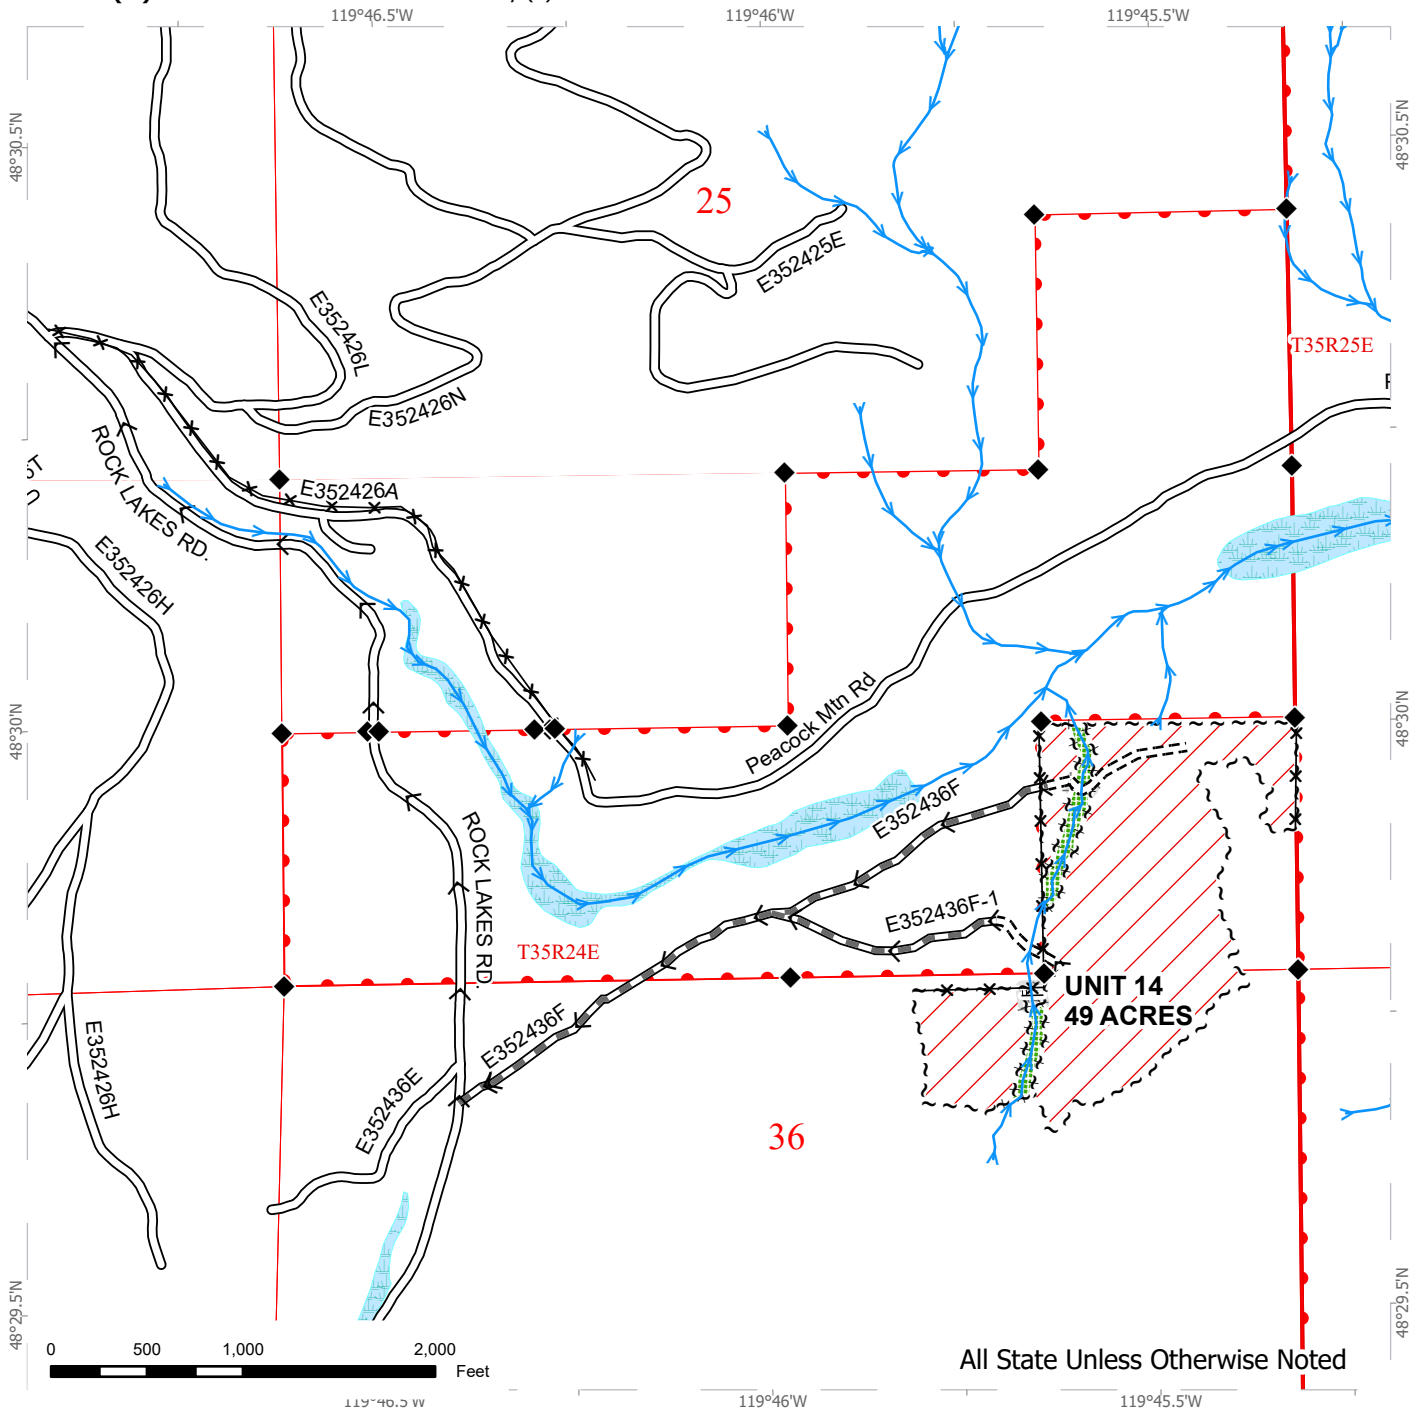 119°46.5'W
119°46'W
119°45.5'W
48°30.5'N
48°30.5'N
25
E352425E
E352426L
T35R25E
E352426N
ROCK LAKES RD.
E352426A
E352426H
48°30'N
48°30'N
Peacock Mtn Rd
E352436F
ROCK LAKES RD.
E352436F-1
T35R24E
UNIT 14
49 ACRES
E352436F
E352426H
E352436E
36
48°29.5'N
48°29.5'N
0 500 1,000 2,000
Feet
All State Unless Otherwise Noted
119°46.5'W
119°46'W
119°45.5'W